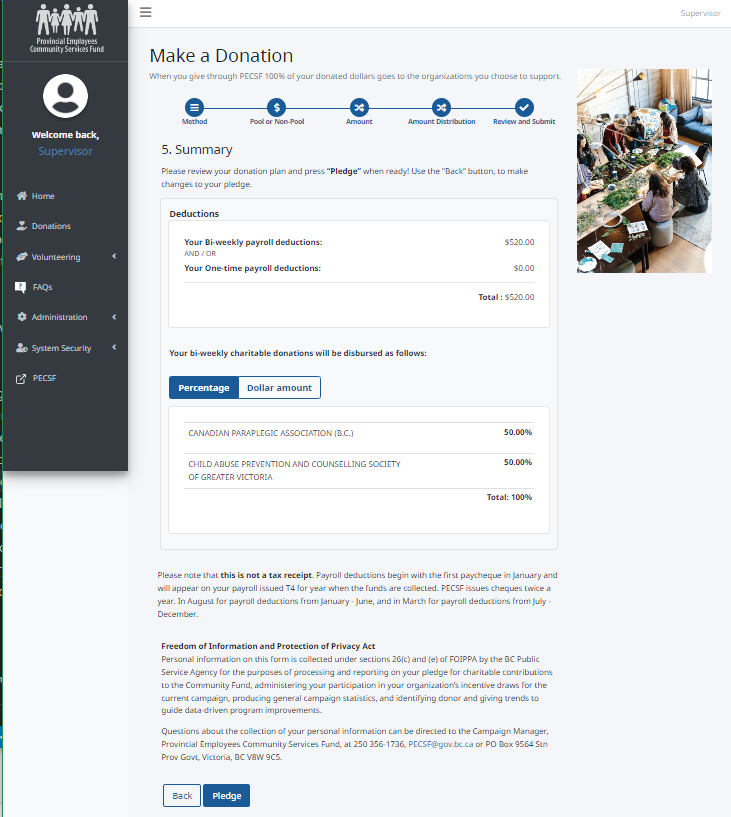 Provincial Employees
Community Services Fund
Supervisor
Welcome back,
Supervisor
Home
Donations
Volunteering
FAQs
Administration
System Security
PECSF
Make a Donation
When you give through PECSF 100% of your donated dollars goes to the organizations you choose to support.
Method
Pool or Non-Pool
Amount
Amount Distribution
Review and Submit
5. Summary
Please review your donation plan and press "Pledge" when ready! Use the "Back" button, to make
changes to your pledge.
Deductions
Your Bi-weekly payroll deductions: $520.00
AND / OR
Your One-time payroll deductions: $0.00
Total : $520.00
Your bi-weekly charitable donations will be disbursed as follows:
Percentage Dollar amount
CANADIAN PARAPLEGIC ASSOCIATION (B.C.) 50.00%
CHILD ABUSE PREVENTION AND COUNSELLING SOCIETY 50.00%
OF GREATER VICTORIA
Total: 100%
Please note that this is not a tax receipt. Payroll deductions begin with the first paycheque in January and
will appear on your payroll issued T4 for year when the funds are collected. PECSF issues cheques twice a
year. In August for payroll deductions from January - June, and in March for payroll deductions from July -
December.
Freedom of Information and Protection of Privacy Act
Personal information on this form is collected under sections 26(c) and (e) of FOIPPA by the BC Public
Service Agency for the purposes of processing and reporting on your pledge for charitable contributions
to the Community Fund, administering your participation in your organization's incentive draws for the
current campaign, producing general campaign statistics, and identifying donor and giving trends to
guide data-driven program improvements.
Questions about the collection of your personal information can be directed to the Campaign Manager,
Provincial Employees Community Services Fund, at 250 356-1736, PECSF@gov.bc.ca or PO Box 9564 Stn
Prov Govt, Victoria, BC V8W 9C5.
Back Pledge